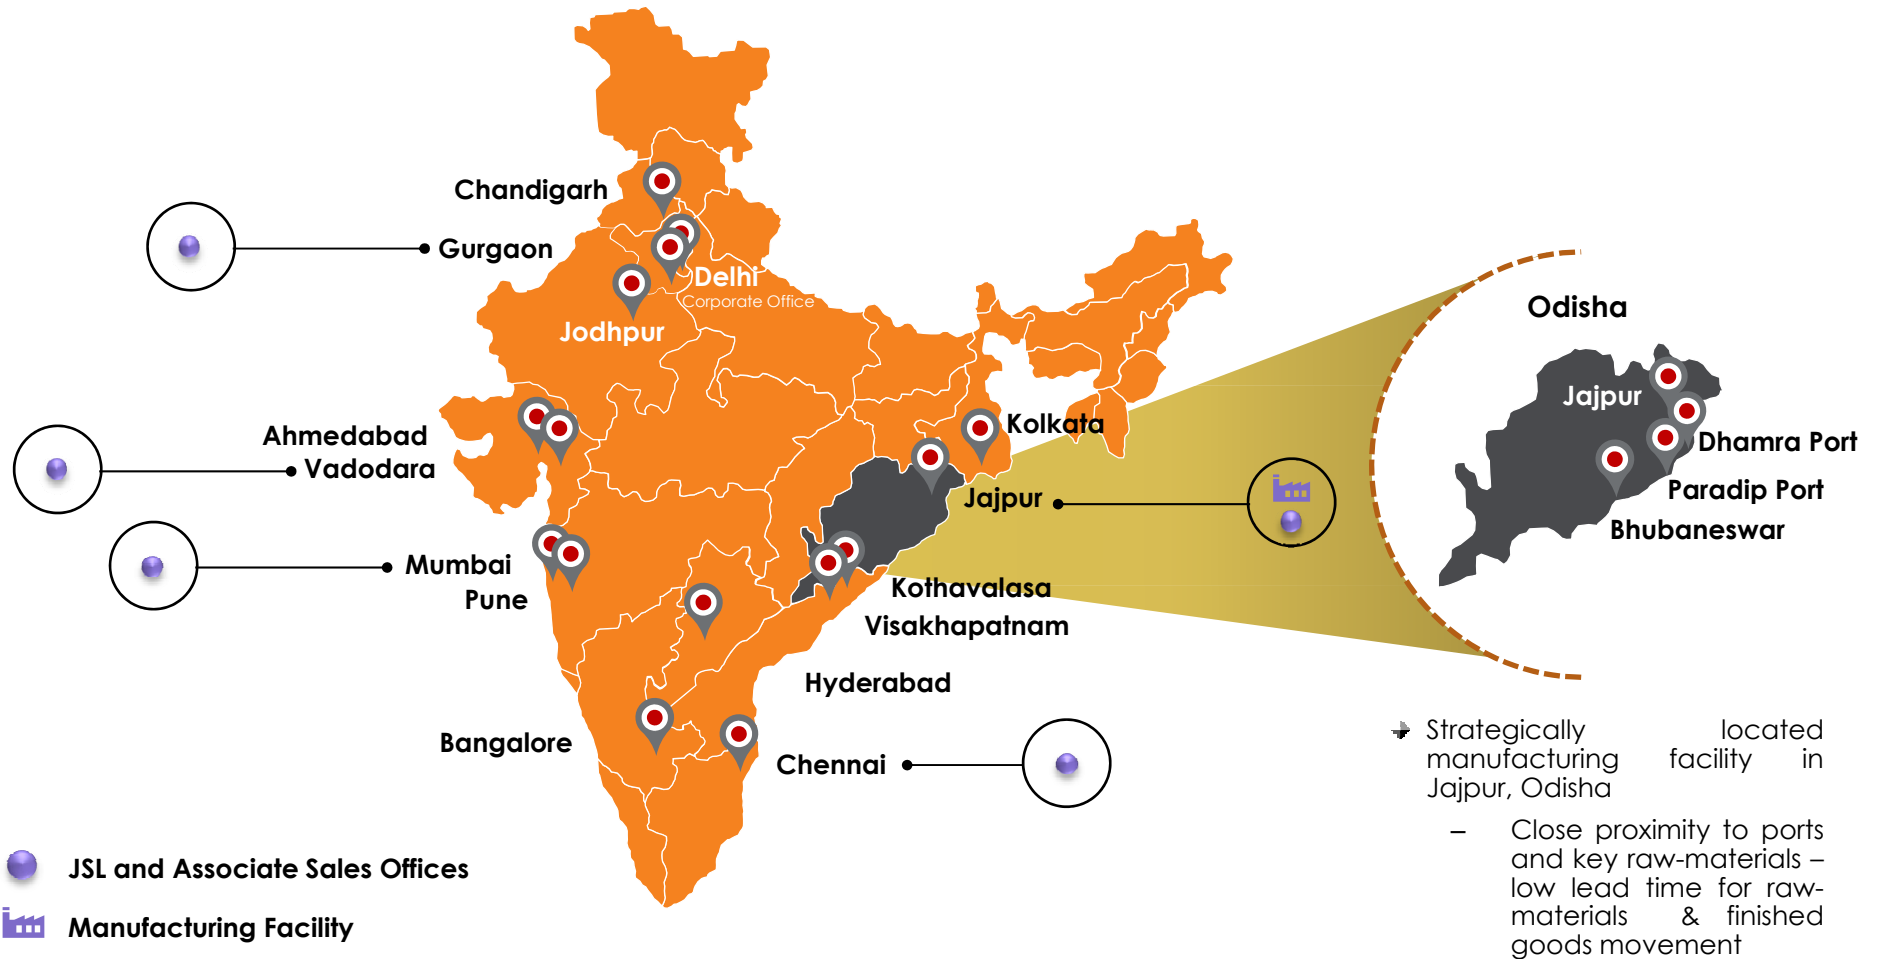 Chandigarh
Gurgaon
Delhi
Corporate Office
Jodhpur
Ahmedabad
Vadodara
Mumbai
Pune
Kolkata
Jajpur
Kothavalasa
Visakhapatnam
Hyderabad
Bangalore
Chennai
Odisha
Jajpur
Dhamra Port
Paradip Port
Bhubaneswar
Strategically located
manufacturing facility in
Jajpur, Odisha
– Close proximity to ports
and key raw-materials –
low lead time for raw-
materials & finished
goods movement
JSL and Associate Sales Offices
Manufacturing Facility